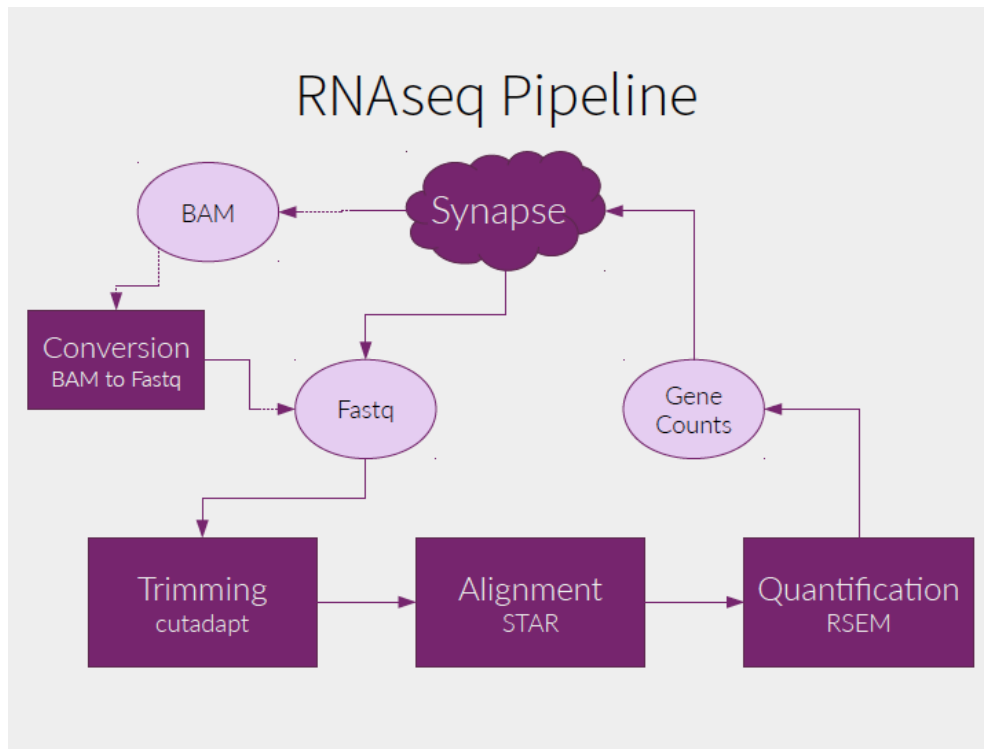 RNAseq Pipeline
BAM
Synapse
Conversion
BAM to Fastq
Fastq
Gene
Counts
Trimming
cutadapt
Alignment
STAR
Quantification
RSEM